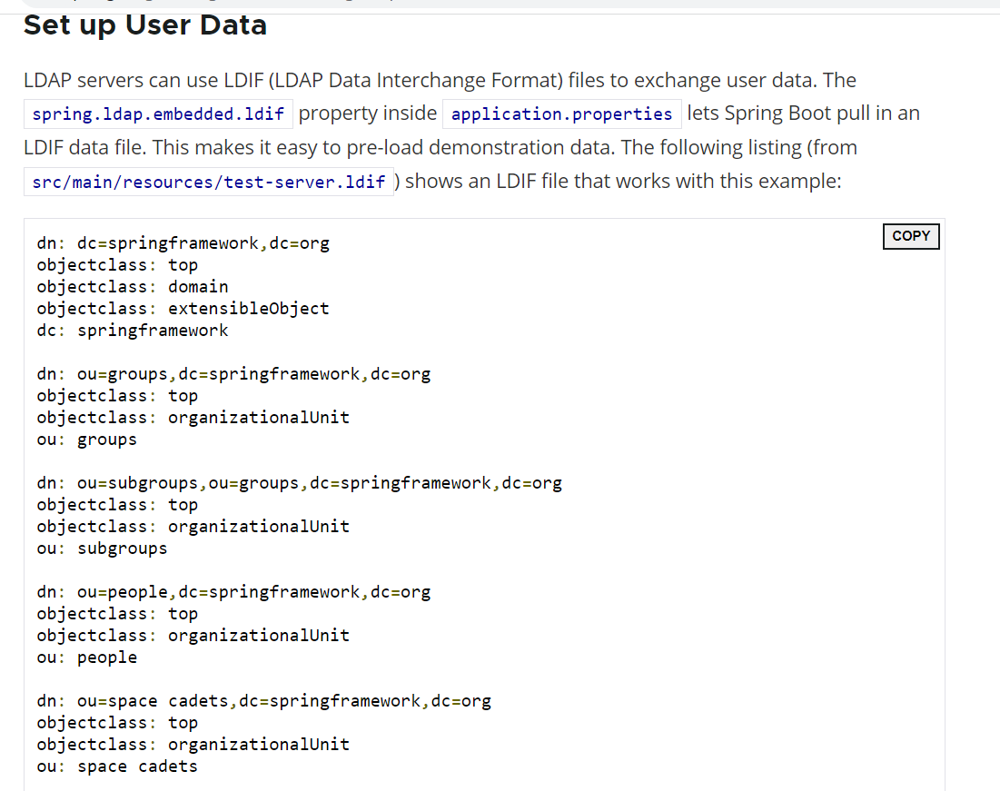 Set up User Data
LDAP servers can use LDIF (LDAP Data Interchange Format) files to exchange user data. The
spring.ldap.embedded.ldif property inside application.properties lets Spring Boot pull in an
LDIF data file. This makes it easy to pre-load demonstration data. The following listing (from
src/main/resources/test-server.ldif ) shows an LDIF file that works with this example:
COPY
dn: dc=springframework,dc=org
objectclass: top
objectclass: domain
objectclass: extensibleObject
dc: springframework

dn: ou=groups,dc=springframework,dc=org
objectclass: top
objectclass: organizationalUnit
ou: groups

dn: ou=subgroups,ou=groups,dc=springframework,dc=org
objectclass: top
objectclass: organizationalUnit
ou: subgroups

dn: ou=people,dc=springframework,dc=org
objectclass: top
objectclass: organizationalUnit
ou: people

dn: ou=space cadets,dc=springframework,dc=org
objectclass: top
objectclass: organizationalUnit
ou: space cadets